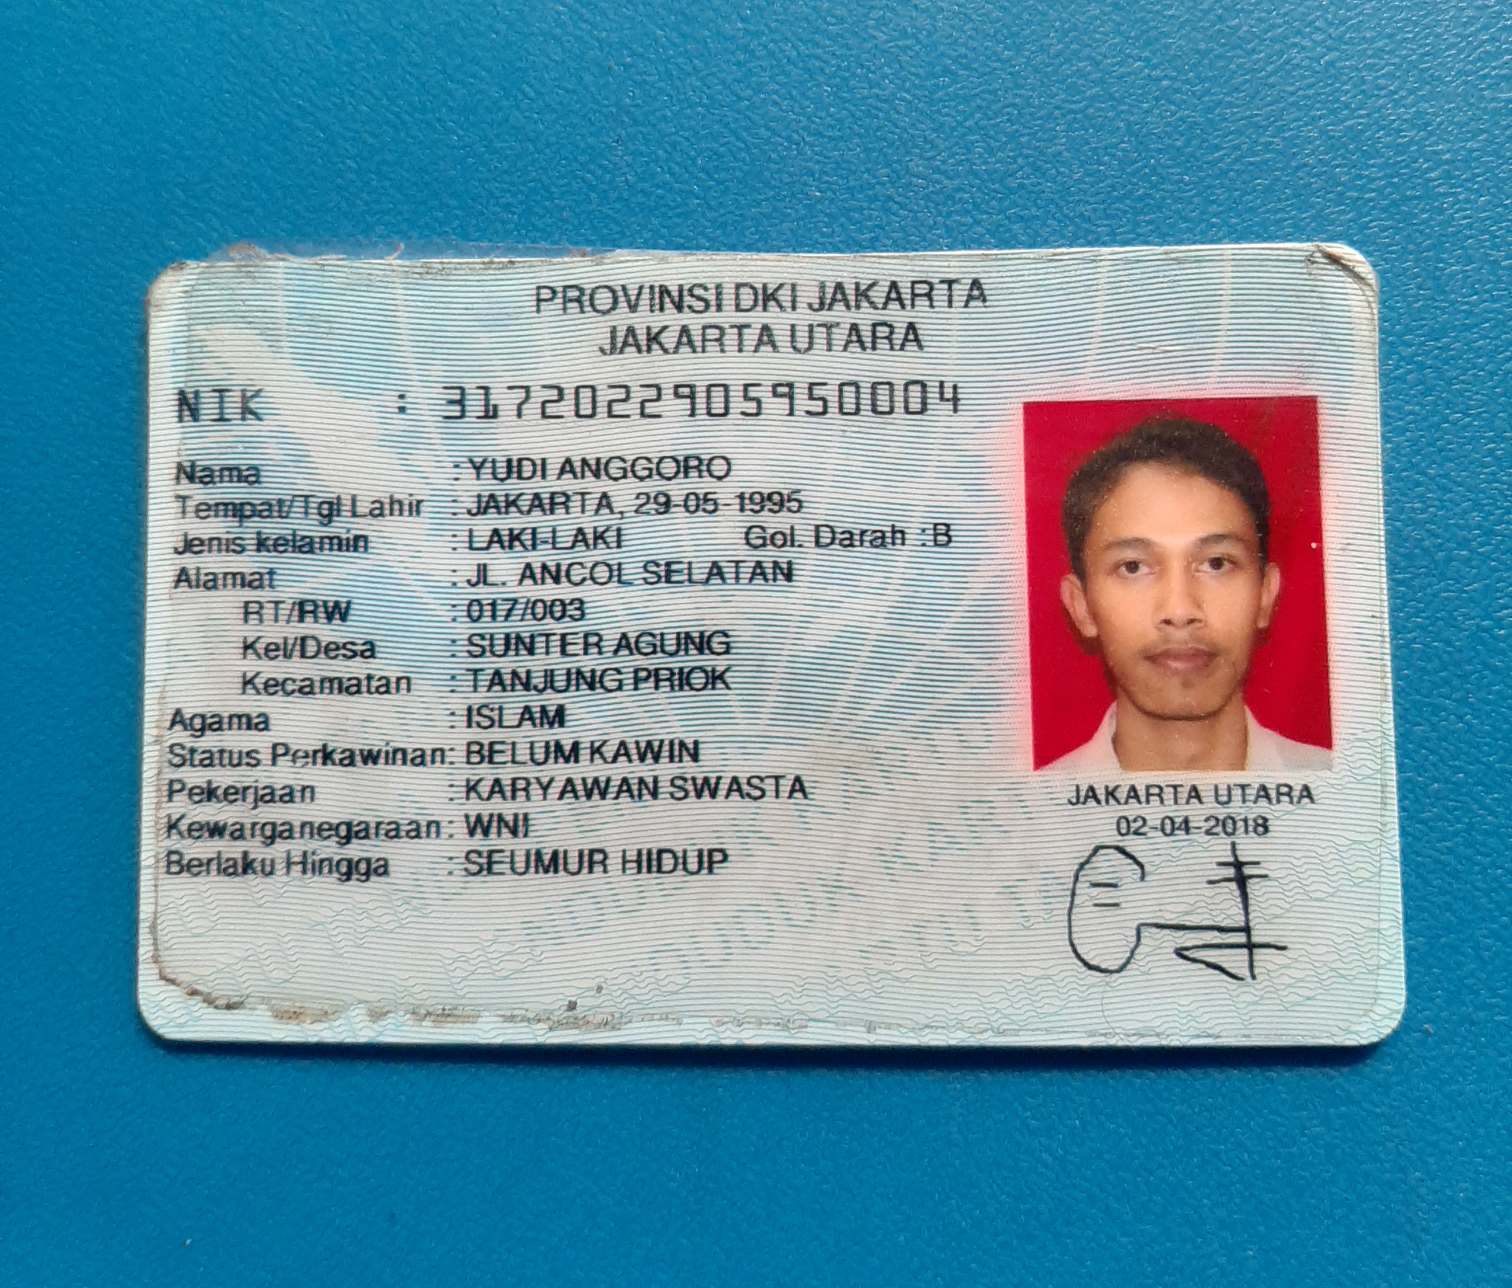 PROVINSI DKI JAKARTA
JAKARTA UTARA
NIK : 3172022905950004
Nama : YUDI ANGGORO
Tempat/Tgl Lahir : JAKARTA, 29-05-1995
Jenis kelamin : LAKI-LAKI Gol. Darah : B
Alamat : JL. ANCOL SELATAN
RT/RW : 017/003
Kel/Desa : SUNTER AGUNG
Kecamatan : TANJUNG PRIOK
Agama : ISLAM
Status Perkawinan: BELUM KAWIN
Pekerjaan : KARYAWAN SWASTA
Kewarganegaraan: WNI
Berlaku Hingga : SEUMUR HIDUP
JAKARTA UTARA
02-04-2018